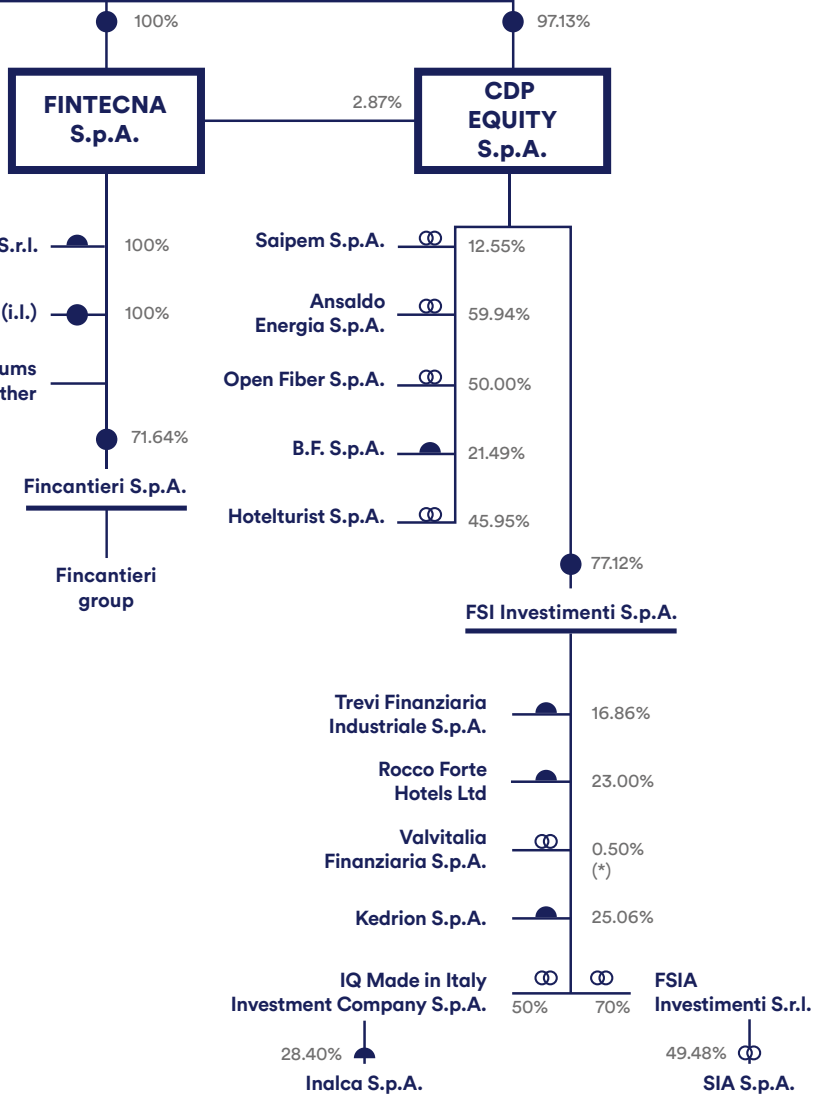 100%
97.13%
FINTECNA
S.p.A.
2.87%
CDP
EQUITY
S.p.A.
S.r.l.
100%
(i.l.)
100%
ums
ther
71.64%
Fincantieri S.p.A.
Fincantieri
group
Saipem S.p.A.
12.55%
Ansaldo
Energia S.p.A.
59.94%
Open Fiber S.p.A.
50.00%
B.F. S.p.A.
21.49%
Hotelturist S.p.A.
45.95%
77.12%
FSI Investimenti S.p.A.
Trevi Finanziaria
Industriale S.p.A.
16.86%
Rocco Forte
Hotels Ltd
23.00%
Valvitalia
Finanziaria S.p.A.
0.50%
(*)
Kedrion S.p.A.
25.06%
IQ Made in Italy
Investment Company S.p.A.
50%
70%
FSIA
Investimenti S.r.l.
28.40%
Inalca S.p.A.
49.48%
SIA S.p.A.